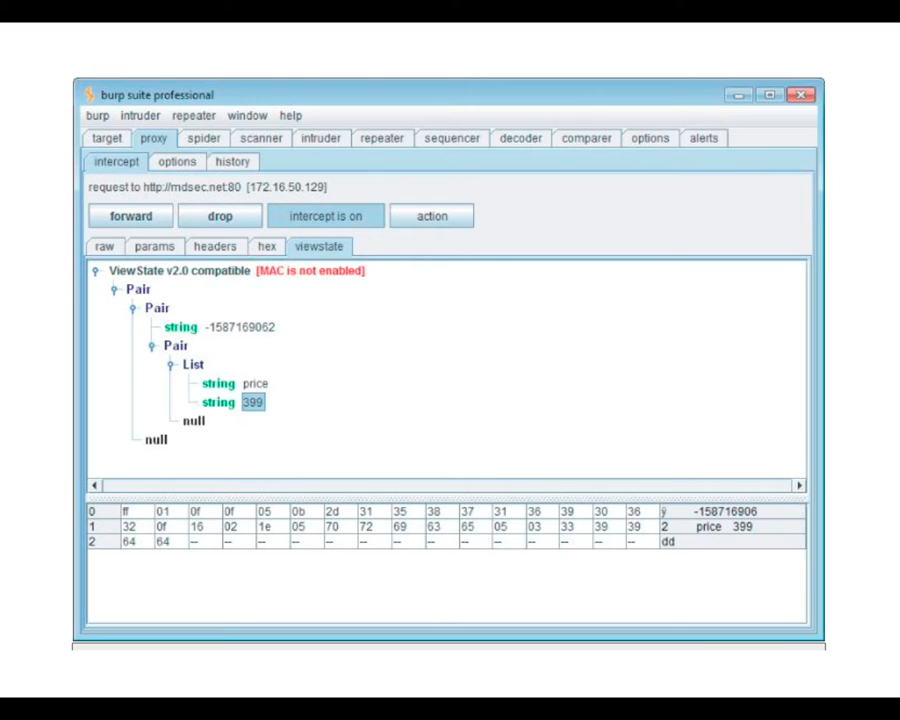 burp suite professional
burp intruder repeater window help
target proxy spider scanner intruder repeater sequencer decoder comparer options alerts
intercept options history
request to http://mdsec.net:80 [172.16.50.129]
forward drop intercept is on action
raw params headers hex viewstate
ViewState v2.0 compatible [MAC is not enabled]
Pair
Pair
string -1587169062
Pair
List
string price
string 399
null
null
0 ff 01 0f 0f 05 0b 2d 31 35 38 37 31 36 39 30 36 ÿ -158716906
1 32 0f 16 02 1e 05 70 72 69 63 65 05 03 33 39 39 2 price 399
2 64 64 -- -- -- -- -- -- -- -- -- -- -- -- -- -- dd